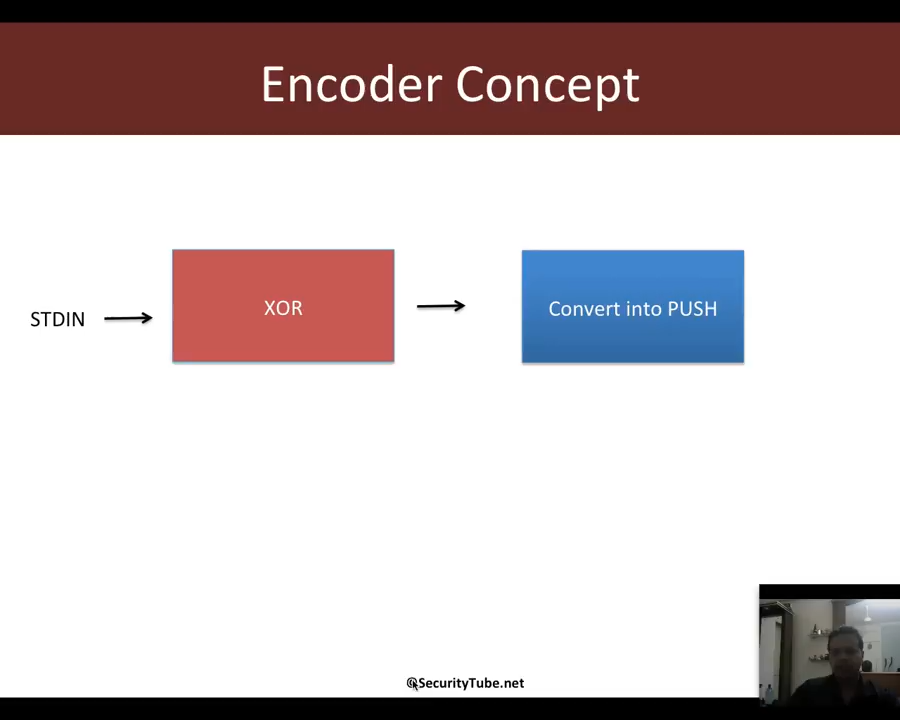 Encoder Concept
STDIN
XOR
Convert into PUSH
©SecurityTube.net